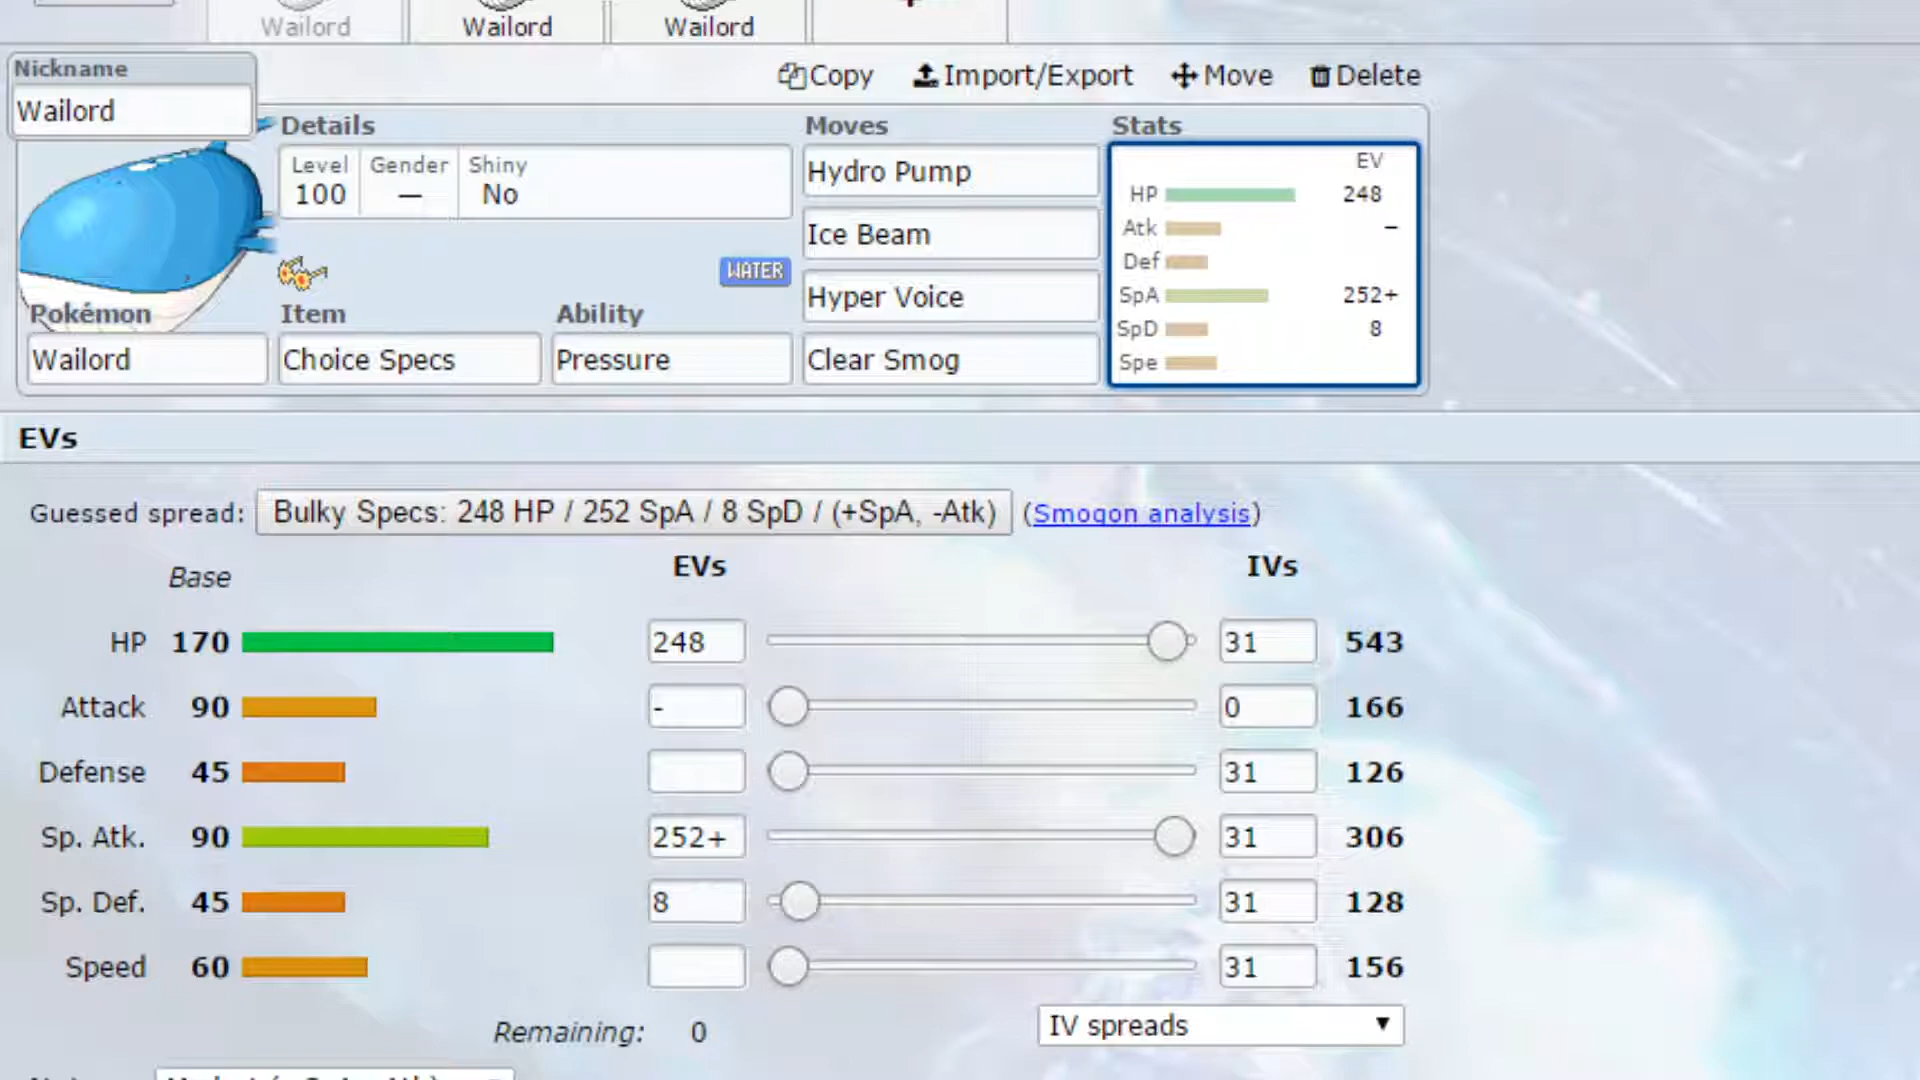 Wailord Wailord Wailord
Nickname
Wailord
Copy Import/Export Move Delete
Details Moves Stats
Level Gender Shiny
100 — No
Hydro Pump
Ice Beam
Hyper Voice
Clear Smog
EV
HP 248
Atk –
Def
SpA 252+
SpD 8
Spe
WATER
Pokémon Item Ability
Wailord Choice Specs Pressure
EVs
Guessed spread: Bulky Specs: 248 HP / 252 SpA / 8 SpD / (+SpA, -Atk) (Smogon analysis)
Base EVs IVs
HP 170 248 31 543
Attack 90 - 0 166
Defense 45 31 126
Sp. Atk. 90 252+ 31 306
Sp. Def. 45 8 31 128
Speed 60 31 156
Remaining: 0
IV spreads